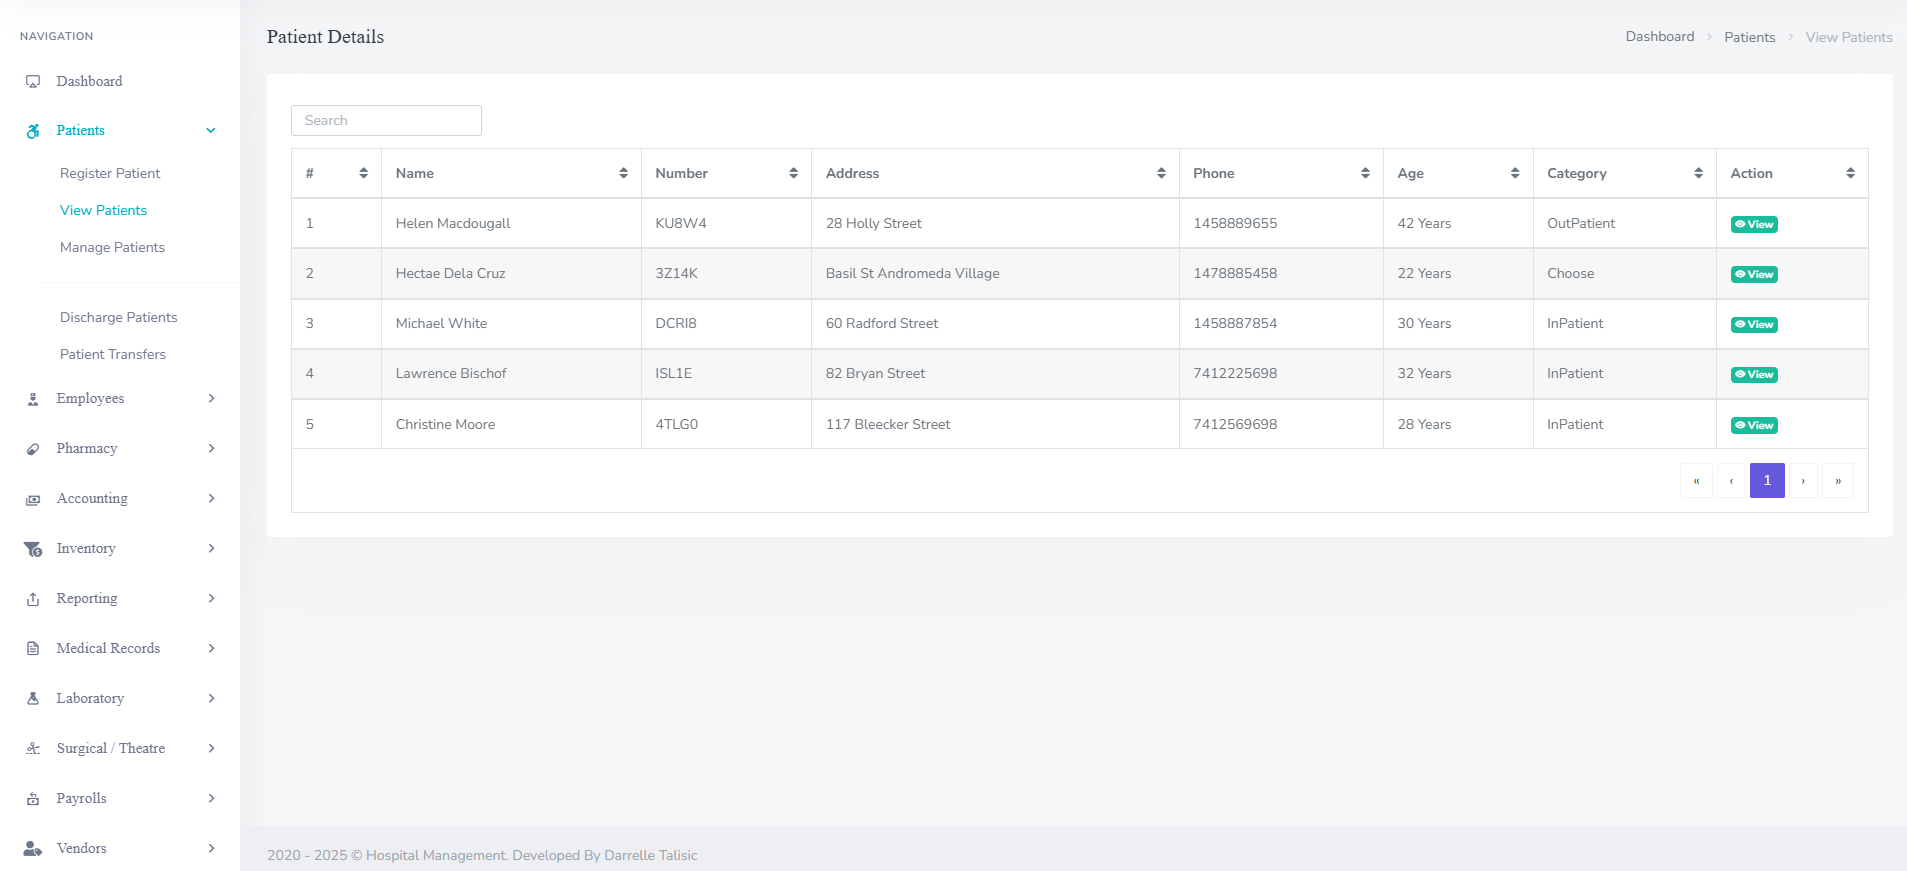 NAVIGATION
Dashboard
Patients
Register Patient
View Patients
Manage Patients
Discharge Patients
Patient Transfers
Employees
Pharmacy
Accounting
Inventory
Reporting
Medical Records
Laboratory
Surgical / Theatre
Payrolls
Vendors
Patient Details
Dashboard > Patients > View Patients
Search
# Name Number Address Phone Age Category Action
1 Helen Macdougall KU8W4 28 Holly Street 1458889655 42 Years OutPatient View
2 Hectae Dela Cruz 3Z14K Basil St Andromeda Village 1478885458 22 Years Choose View
3 Michael White DCRI8 60 Radford Street 1458887854 30 Years InPatient View
4 Lawrence Bischof ISL1E 82 Bryan Street 7412225698 32 Years InPatient View
5 Christine Moore 4TLG0 117 Bleecker Street 7412569698 28 Years InPatient View
« ‹ 1 › »
2020 - 2025 © Hospital Management. Developed By Darrelle Talisic